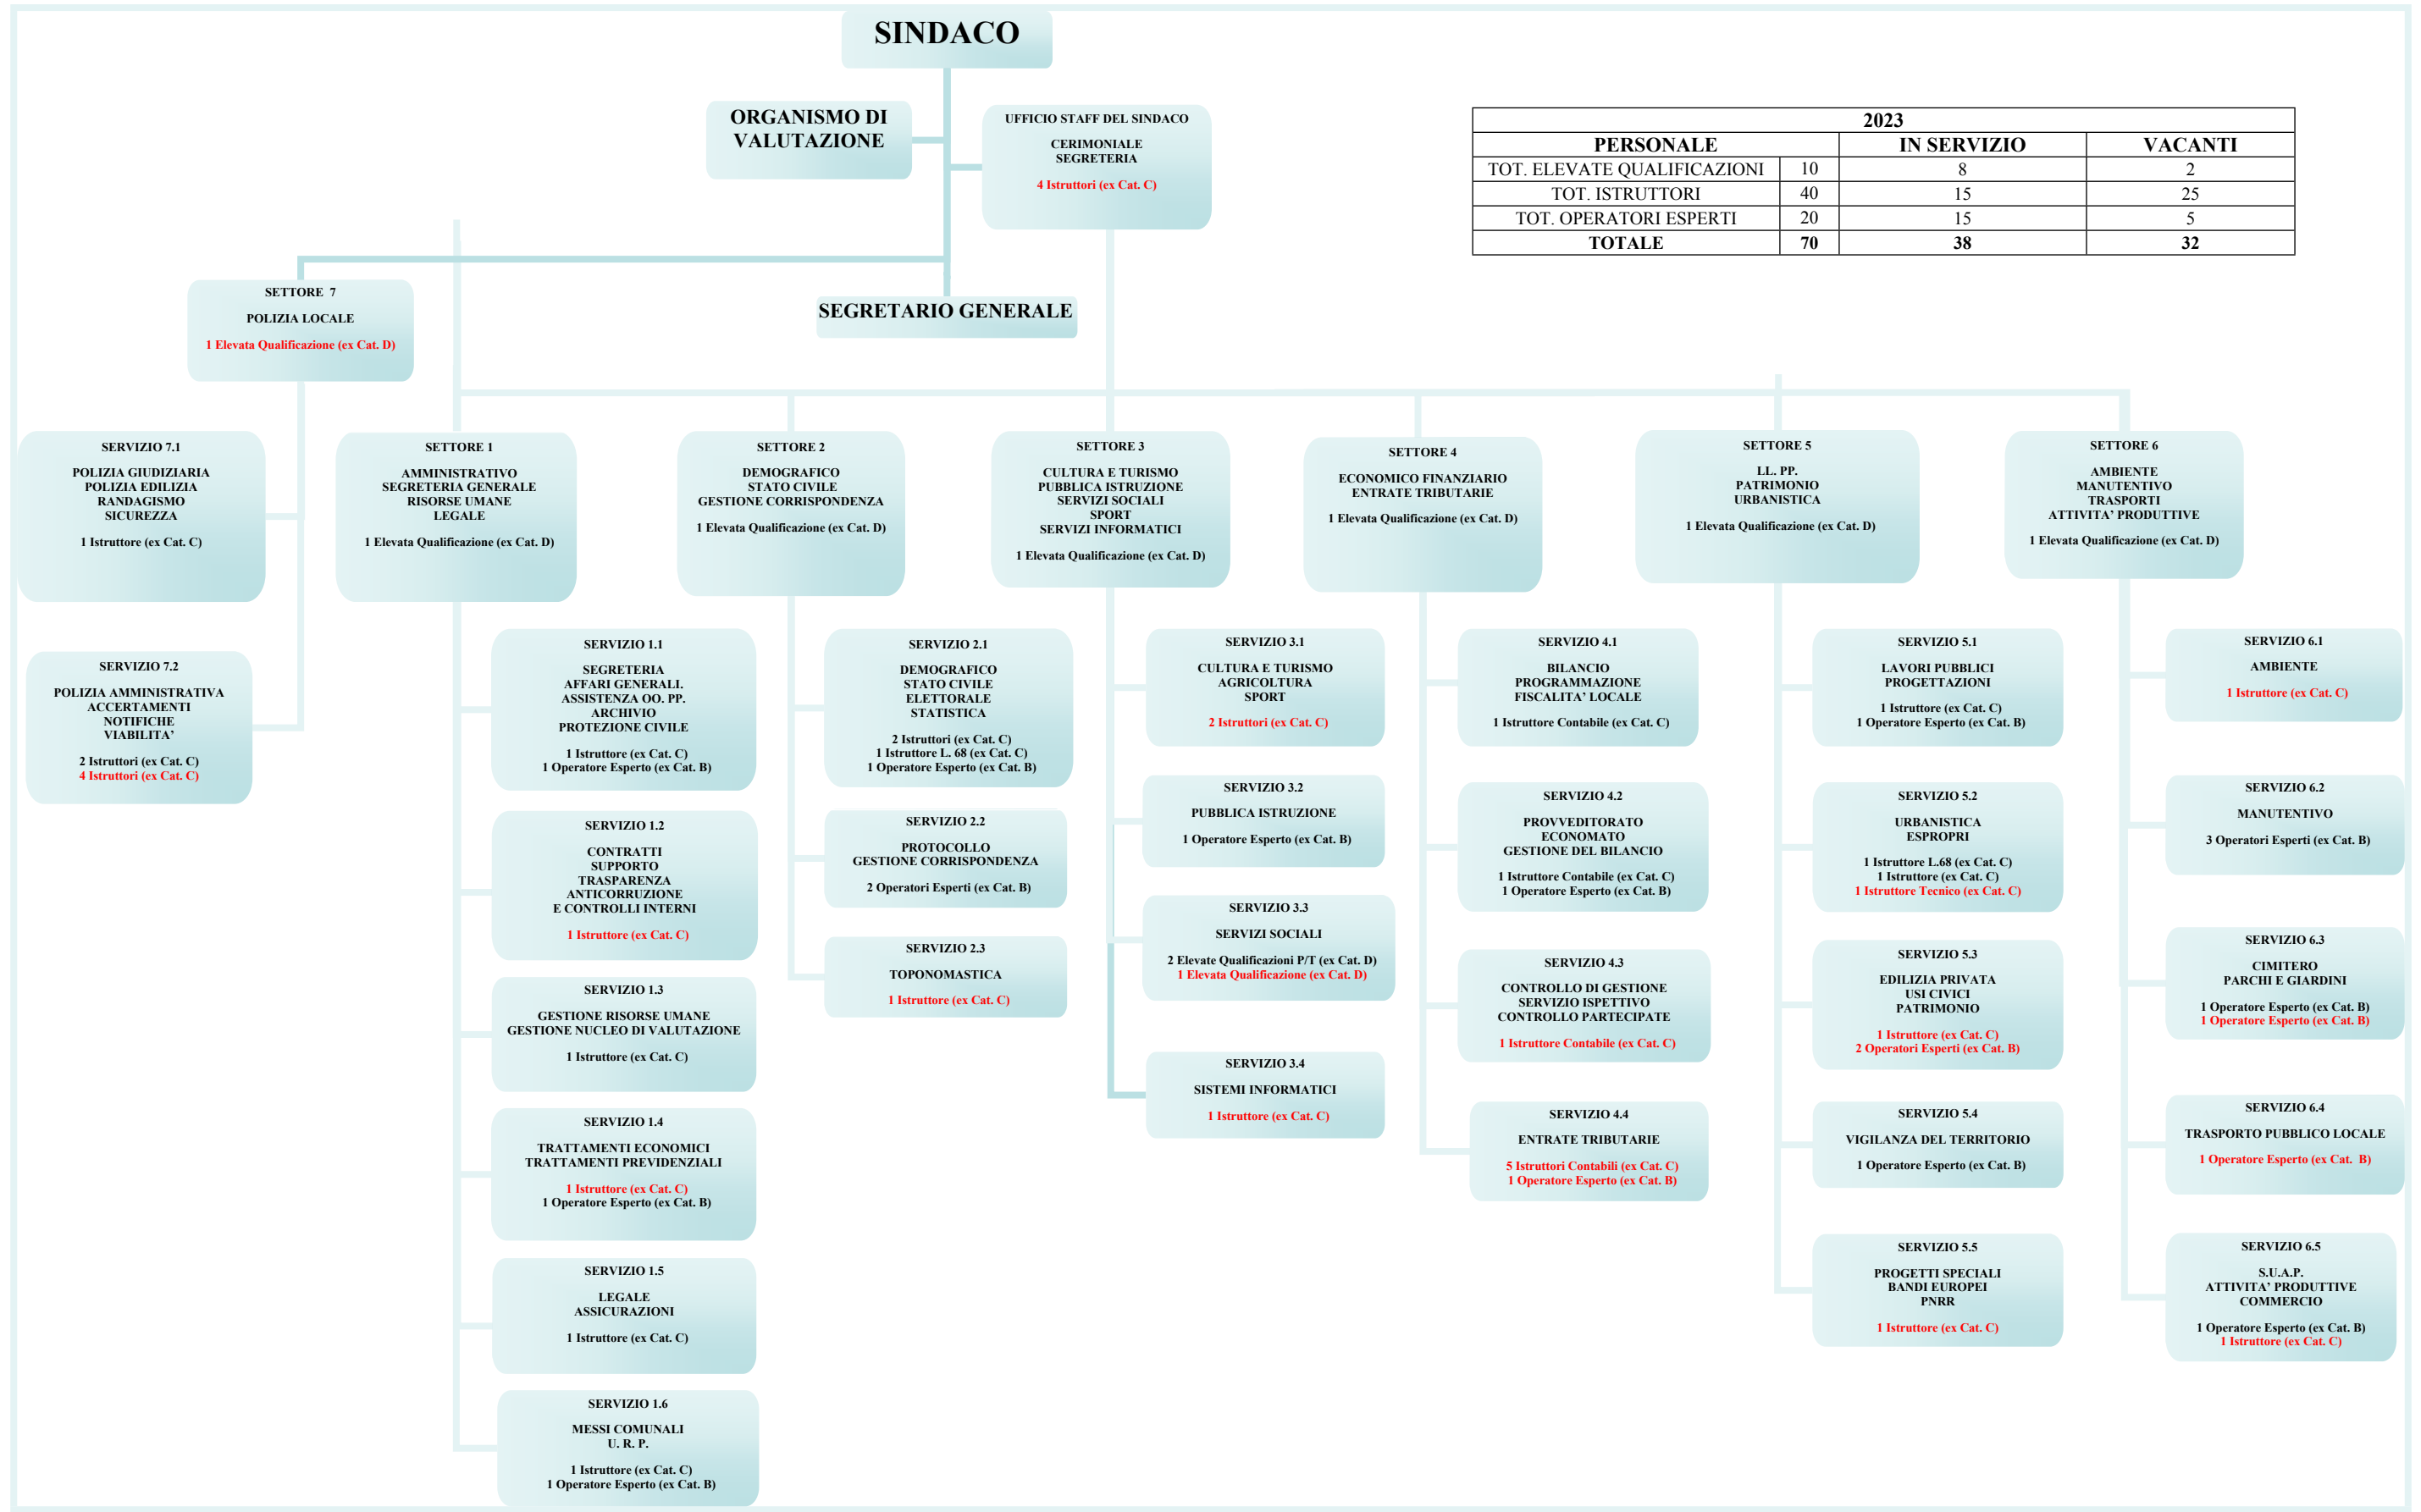 SINDACO
ORGANISMO DI
VALUTAZIONE
UFFICIO STAFF DEL SINDACO
CERIMONIALE
SEGRETERIA
4 Istruttori (ex Cat. C)
2023
PERSONALE IN SERVIZIO VACANTI
TOT. ELEVATE QUALIFICAZIONI 10 8 2
TOT. ISTRUTTORI 40 15 25
TOT. OPERATORI ESPERTI 20 15 5
TOTALE 70 38 32
SETTORE 7
POLIZIA LOCALE
1 Elevata Qualificazione (ex Cat. D)
SEGRETARIO GENERALE
SERVIZIO 7.1
POLIZIA GIUDIZIARIA
POLIZIA EDILIZIA
RANDAGISMO
SICUREZZA
1 Istruttore (ex Cat. C)
SERVIZIO 7.2
POLIZIA AMMINISTRATIVA
ACCERTAMENTI
NOTIFICHE
VIABILITA’
2 Istruttori (ex Cat. C)
4 Istruttori (ex Cat. C)
SETTORE 1
AMMINISTRATIVO
SEGRETERIA GENERALE
RISORSE UMANE
LEGALE
1 Elevata Qualificazione (ex Cat. D)
SERVIZIO 1.1
SEGRETERIA
AFFARI GENERALI.
ASSISTENZA OO. PP.
ARCHIVIO
PROTEZIONE CIVILE
1 Istruttore (ex Cat. C)
1 Operatore Esperto (ex Cat. B)
SERVIZIO 1.2
CONTRATTI
SUPPORTO
TRASPARENZA
ANTICORRUZIONE
E CONTROLLI INTERNI
1 Istruttore (ex Cat. C)
SERVIZIO 1.3
GESTIONE RISORSE UMANE
GESTIONE NUCLEO DI VALUTAZIONE
1 Istruttore (ex Cat. C)
SERVIZIO 1.4
TRATTAMENTI ECONOMICI
TRATTAMENTI PREVIDENZIALI
1 Istruttore (ex Cat. C)
1 Operatore Esperto (ex Cat. B)
SERVIZIO 1.5
LEGALE
ASSICURAZIONI
1 Istruttore (ex Cat. C)
SERVIZIO 1.6
MESSI COMUNALI
U. R. P.
1 Istruttore (ex Cat. C)
1 Operatore Esperto (ex Cat. B)
SETTORE 2
DEMOGRAFICO
STATO CIVILE
GESTIONE CORRISPONDENZA
1 Elevata Qualificazione (ex Cat. D)
SERVIZIO 2.1
DEMOGRAFICO
STATO CIVILE
ELETTORALE
STATISTICA
2 Istruttori (ex Cat. C)
1 Istruttore L. 68 (ex Cat. C)
1 Operatore Esperto (ex Cat. B)
SERVIZIO 2.2
PROTOCOLLO
GESTIONE CORRISPONDENZA
2 Operatori Esperti (ex Cat. B)
SERVIZIO 2.3
TOPONOMASTICA
1 Istruttore (ex Cat. C)
SETTORE 3
CULTURA E TURISMO
PUBBLICA ISTRUZIONE
SERVIZI SOCIALI
SPORT
SERVIZI INFORMATICI
1 Elevata Qualificazione (ex Cat. D)
SERVIZIO 3.1
CULTURA E TURISMO
AGRICOLTURA
SPORT
2 Istruttori (ex Cat. C)
SERVIZIO 3.2
PUBBLICA ISTRUZIONE
1 Operatore Esperto (ex Cat. B)
SERVIZIO 3.3
SERVIZI SOCIALI
2 Elevate Qualificazioni P/T (ex Cat. D)
1 Elevata Qualificazione (ex Cat. D)
SERVIZIO 3.4
SISTEMI INFORMATICI
1 Istruttore (ex Cat. C)
SETTORE 4
ECONOMICO FINANZIARIO
ENTRATE TRIBUTARIE
1 Elevata Qualificazione (ex Cat. D)
SERVIZIO 4.1
BILANCIO
PROGRAMMAZIONE
FISCALITA’ LOCALE
1 Istruttore Contabile (ex Cat. C)
SERVIZIO 4.2
PROVVEDITORATO
ECONOMATO
GESTIONE DEL BILANCIO
1 Istruttore Contabile (ex Cat. C)
1 Operatore Esperto (ex Cat. B)
SERVIZIO 4.3
CONTROLLO DI GESTIONE
SERVIZIO ISPETTIVO
CONTROLLO PARTECIPATE
1 Istruttore Contabile (ex Cat. C)
SERVIZIO 4.4
ENTRATE TRIBUTARIE
5 Istruttori Contabili (ex Cat. C)
1 Operatore Esperto (ex Cat. B)
SETTORE 5
LL. PP.
PATRIMONIO
URBANISTICA
1 Elevata Qualificazione (ex Cat. D)
SERVIZIO 5.1
LAVORI PUBBLICI
PROGETTAZIONI
1 Istruttore (ex Cat. C)
1 Operatore Esperto (ex Cat. B)
SERVIZIO 5.2
URBANISTICA
ESPROPRI
1 Istruttore L.68 (ex Cat. C)
1 Istruttore (ex Cat. C)
1 Istruttore Tecnico (ex Cat. C)
SERVIZIO 5.3
EDILIZIA PRIVATA
USI CIVICI
PATRIMONIO
1 Istruttore (ex Cat. C)
2 Operatori Esperti (ex Cat. B)
SERVIZIO 5.4
VIGILANZA DEL TERRITORIO
1 Operatore Esperto (ex Cat. B)
SERVIZIO 5.5
PROGETTI SPECIALI
BANDI EUROPEI
PNRR
1 Istruttore (ex Cat. C)
SETTORE 6
AMBIENTE
MANUTENTIVO
TRASPORTI
ATTIVITA’ PRODUTTIVE
1 Elevata Qualificazione (ex Cat. D)
SERVIZIO 6.1
AMBIENTE
1 Istruttore (ex Cat. C)
SERVIZIO 6.2
MANUTENTIVO
3 Operatori Esperti (ex Cat. B)
SERVIZIO 6.3
CIMITERO
PARCHI E GIARDINI
1 Operatore Esperto (ex Cat. B)
1 Operatore Esperto (ex Cat. B)
SERVIZIO 6.4
TRASPORTO PUBBLICO LOCALE
1 Operatore Esperto (ex Cat. B)
SERVIZIO 6.5
S.U.A.P.
ATTIVITA’ PRODUTTIVE
COMMERCIO
1 Operatore Esperto (ex Cat. B)
1 Istruttore (ex Cat. C)